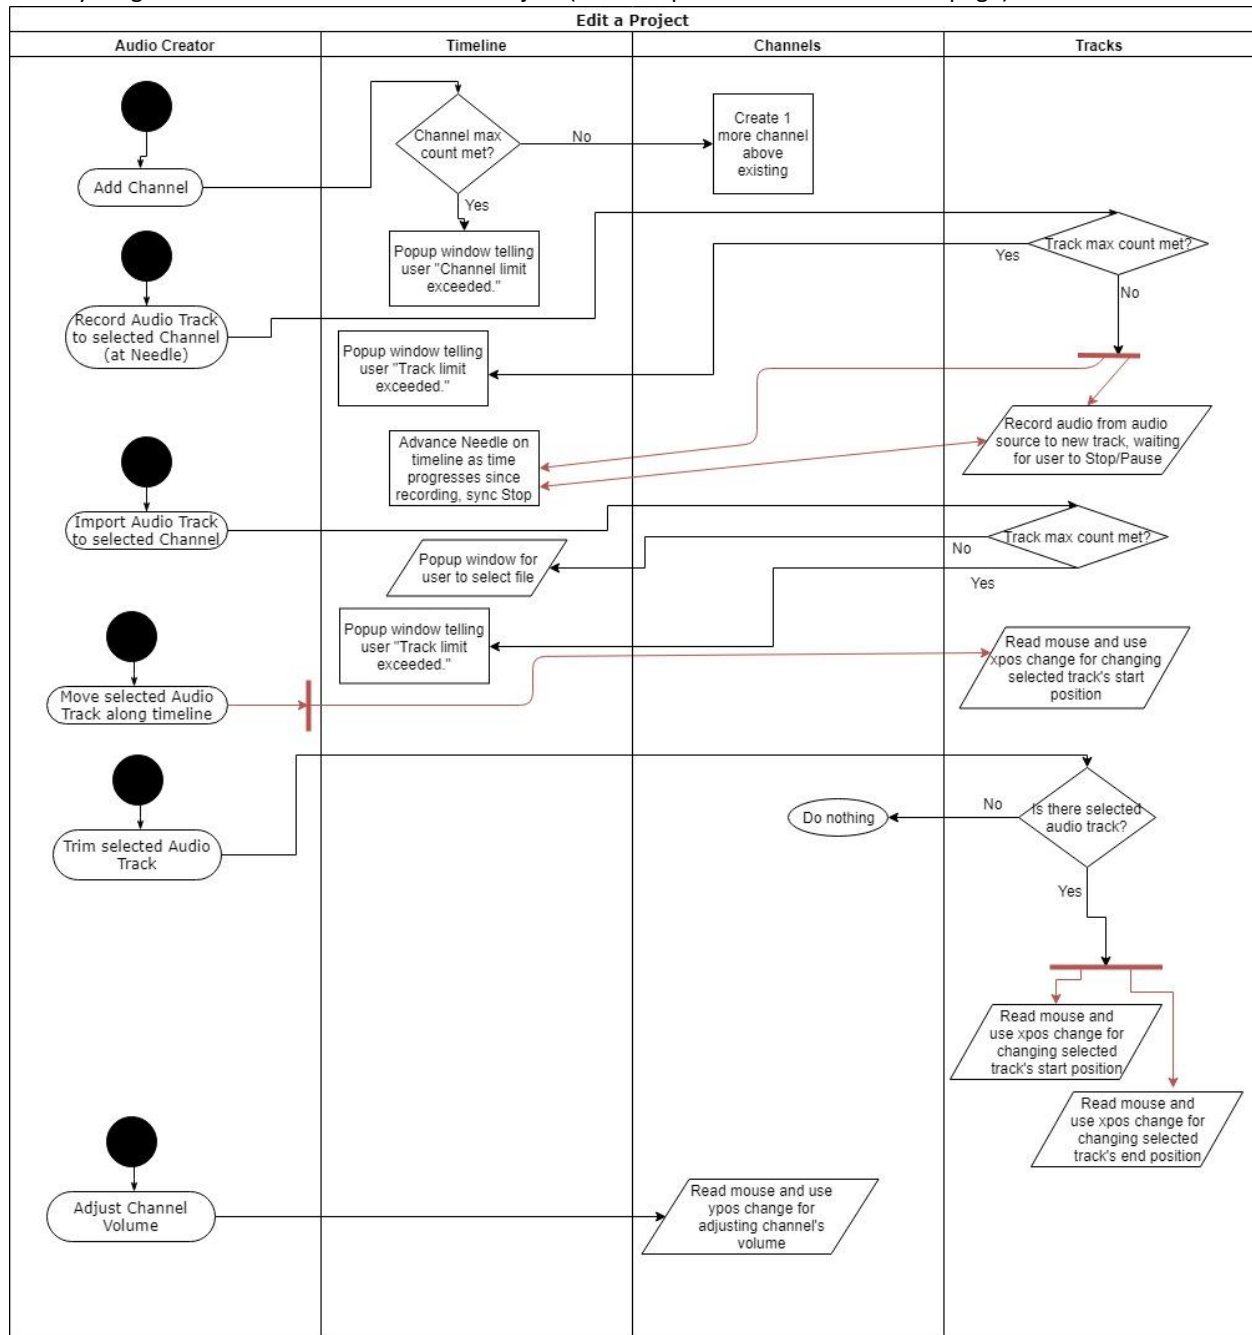 Edit a Project
Audio Creator
Timeline
Channels
Tracks
Channel max
count met?
No
Create 1
more channel
above
existing
Add Channel
Yes
Popup window telling
user "Channel limit
exceeded."
Track max count met?
Yes
No
Record Audio Track
to selected Channel
(at Needle)
Popup window telling
user "Track limit
exceeded."
Advance Needle on
timeline as time
progresses since
recording, sync Stop
Record audio from audio
source to new track, waiting
for user to Stop/Pause
Import Audio Track
to selected Channel
Track max count met?
No
Yes
Popup window for
user to select file
Popup window telling
user "Track limit
exceeded."
Read mouse and use
xpos change for changing
selected track's start
position
Move selected Audio
Track along timeline
Is there selected
audio track?
No
Do nothing
Yes
Trim selected Audio
Track
Read mouse and
use xpos change for
changing selected
track's start position
Read mouse and
use xpos change for
changing selected
track's end position
Adjust Channel
Volume
Read mouse and use
ypos change for
adjusting channel's
volume